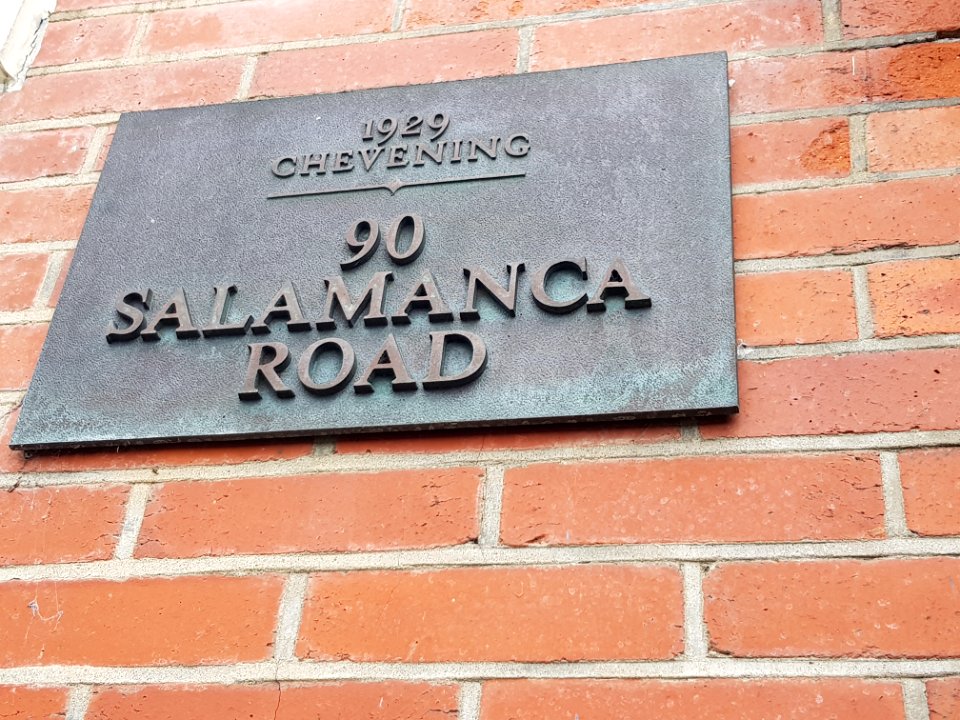 1929
CHEVENING
90
SALAMANCA
ROAD